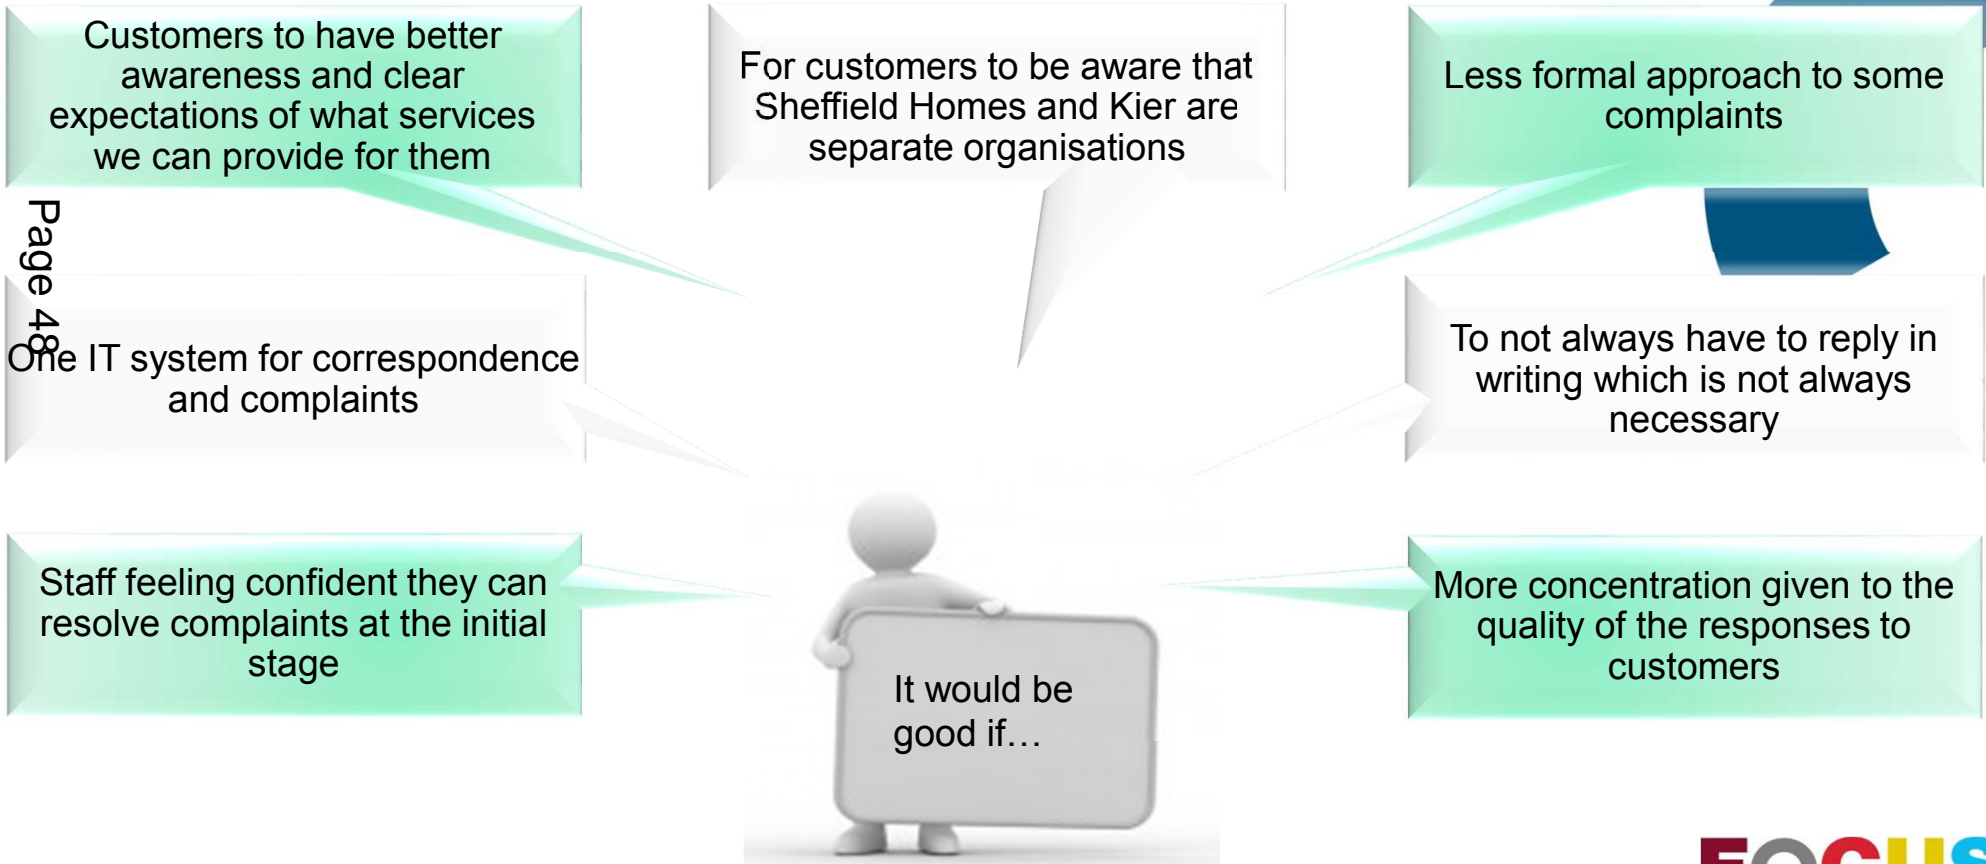 Customers to have better
awareness and clear
expectations of what services
we can provide for them
For customers to be aware that
Sheffield Homes and Kier are
separate organisations
Less formal approach to some
complaints
Page 48
One IT system for correspondence
and complaints
To not always have to reply in
writing which is not always
necessary
Staff feeling confident they can
resolve complaints at the initial
stage
More concentration given to the
quality of the responses to
customers
It would be
good if…
FOCUS